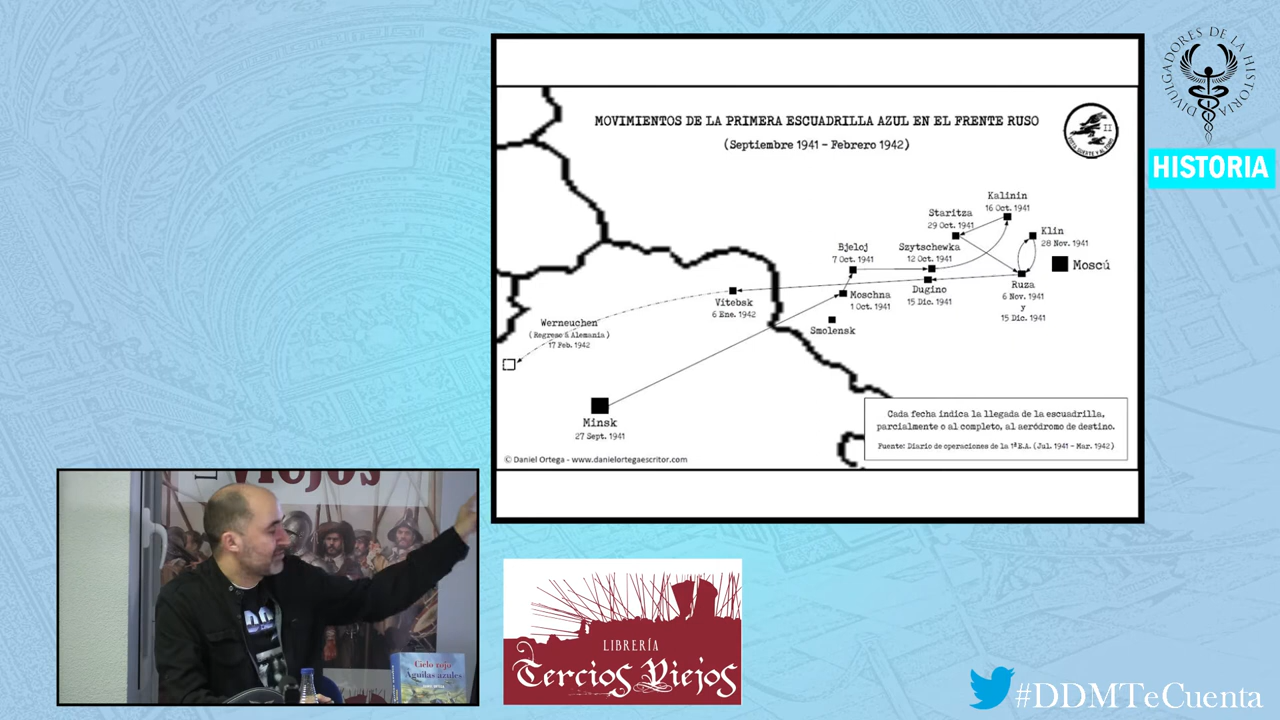 MOVIMIENTOS DE LA PRIMERA ESCUADRILLA AZUL EN EL FRENTE RUSO
(Septiembre 1941 - Febrero 1942)
II
DIVULGADORES DE LA HISTORIA
HISTORIA
Kalinin
16 Oct. 1941
Staritza
29 Oct. 1941
Klin
28 Nov. 1941
Bjeloj
7 Oct. 1941
Szytschewka
12 Oct. 1941
Moscú
Ruza
6 Nov. 1941
y
15 Dic. 1941
Dugino
15 Dic. 1941
Moschna
1 Oct. 1941
Vitebsk
6 Ene. 1942
Smolensk
Werneuchen
(Regreso a Alemania)
17 Feb. 1942
Minsk
27 Sept. 1941
Cada fecha indica la llegada de la escuadrilla,
parcialmente o al completo, al aeródromo de destino.
Fuente: Diario de operaciones de la 1ª E.A. (Jul. 1941 - Mar. 1942)
© Daniel Ortega - www.danielortegaescritor.com
VIEJOS
Cielo rojo
Águilas azules
LIBRERÍA
Tercios Viejos
#DDMTeCuenta